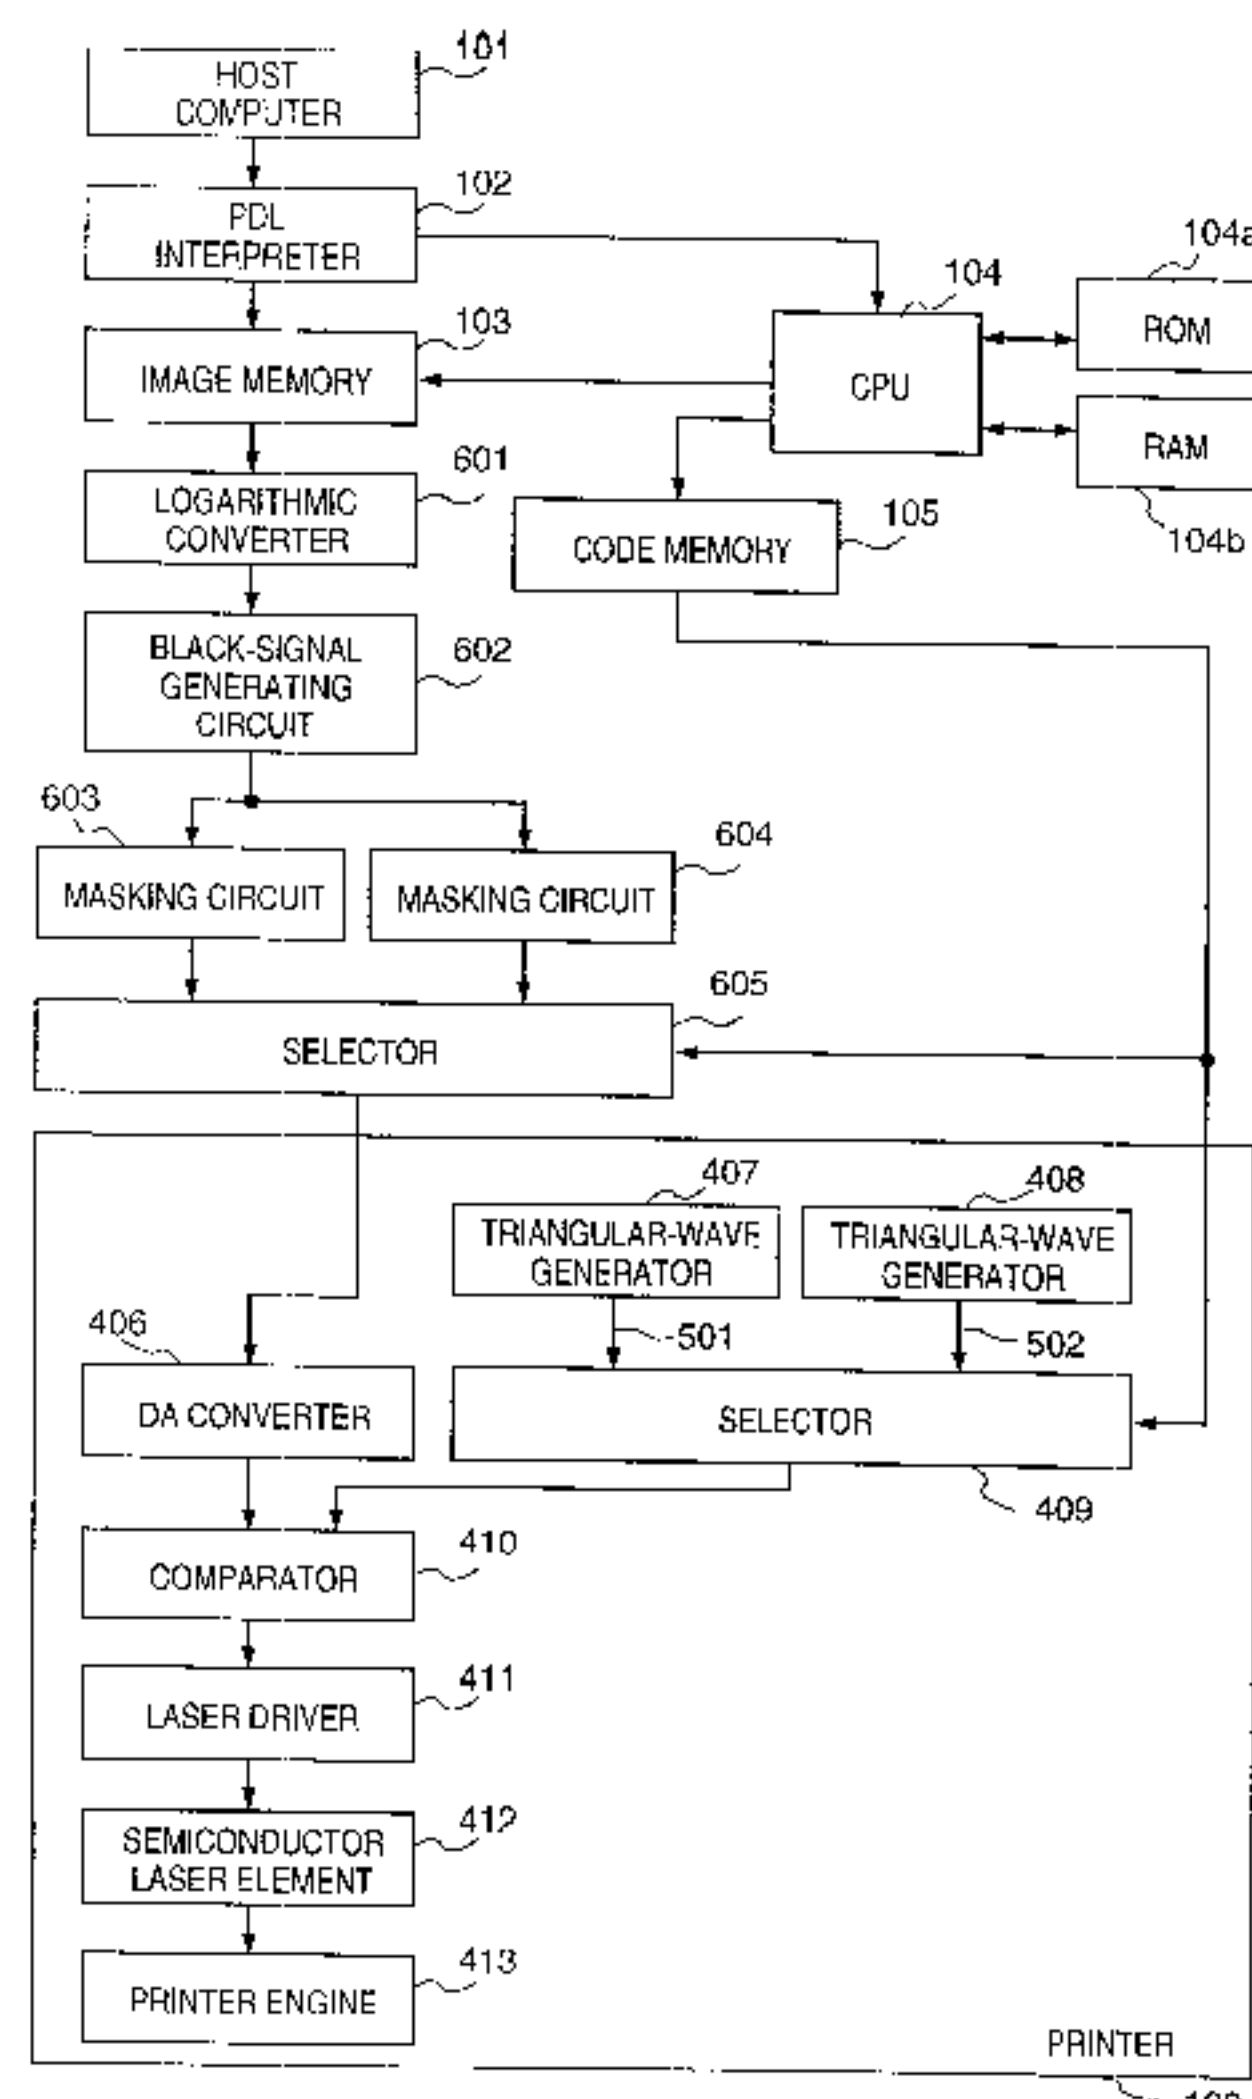 101
HOST
COMPUTER
102
PDL
INTERPRETER
104a
104
103
ROM
IMAGE MEMORY
CPU
RAM
601
LOGARITHMIC
CONVERTER
105
104b
CODE MEMORY
602
BLACK-SIGNAL
GENERATING
CIRCUIT
603
604
MASKING CIRCUIT
MASKING CIRCUIT
605
SELECTOR
407
408
TRIANGULAR-WAVE
GENERATOR
TRIANGULAR-WAVE
GENERATOR
406
501
502
DA CONVERTER
SELECTOR
409
410
COMPARATOR
411
LASER DRIVER
412
SEMICONDUCTOR
LASER ELEMENT
413
PRINTER ENGINE
PRINTER